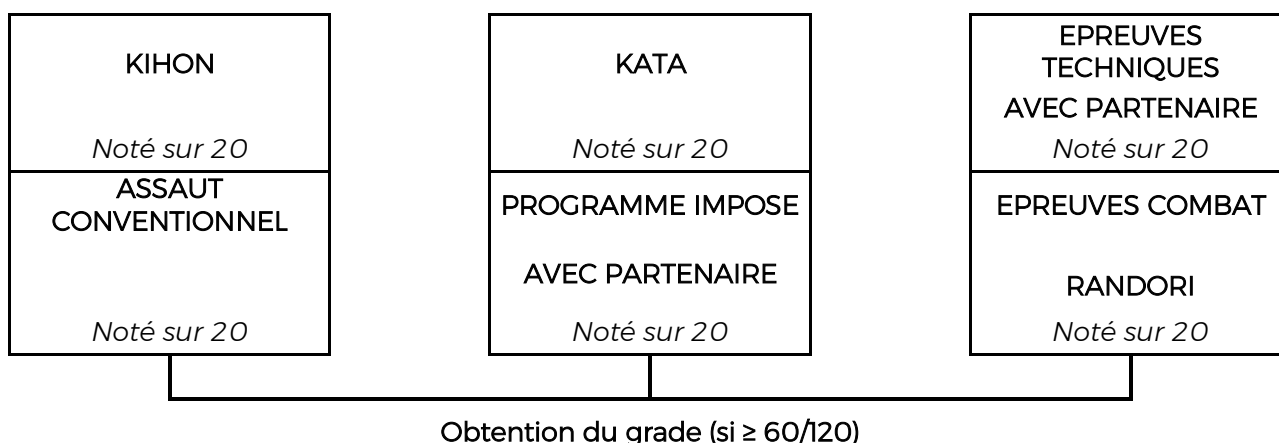 KIHON
Noté sur 20
ASSAUT
CONVENTIONNEL
Noté sur 20
KATA
Noté sur 20
PROGRAMME IMPOSE
AVEC PARTENAIRE
Noté sur 20
EPREUVES
TECHNIQUES
AVEC PARTENAIRE
Noté sur 20
EPREUVES COMBAT
RANDORI
Noté sur 20
Obtention du grade (si ≥ 60/120)